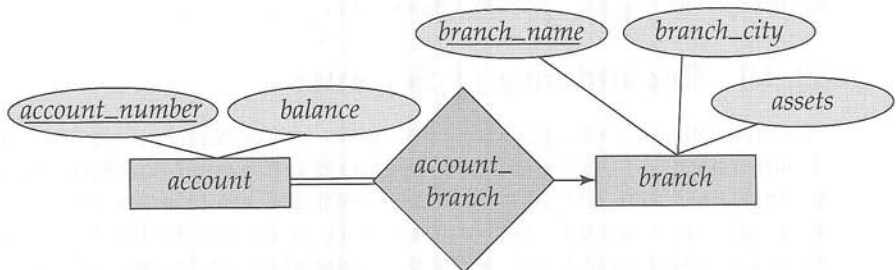 branch_name
branch_city
account_number
balance
assets
account
account_
branch
branch